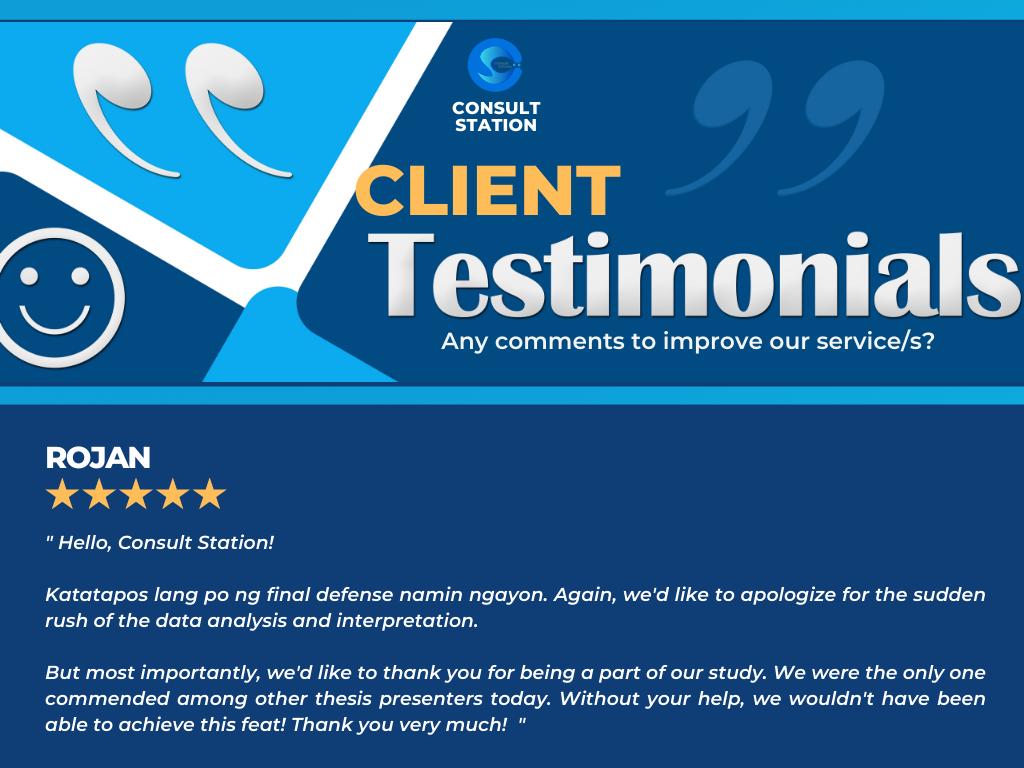 CONSULT
STATION
CLIENT
Testimonials
Any comments to improve our service/s?
ROJAN
" Hello, Consult Station!
Katatapos lang po ng final defense namin ngayon. Again, we'd like to apologize for the sudden
rush of the data analysis and interpretation.
But most importantly, we'd like to thank you for being a part of our study. We were the only one
commended among other thesis presenters today. Without your help, we wouldn't have been
able to achieve this feat! Thank you very much! "